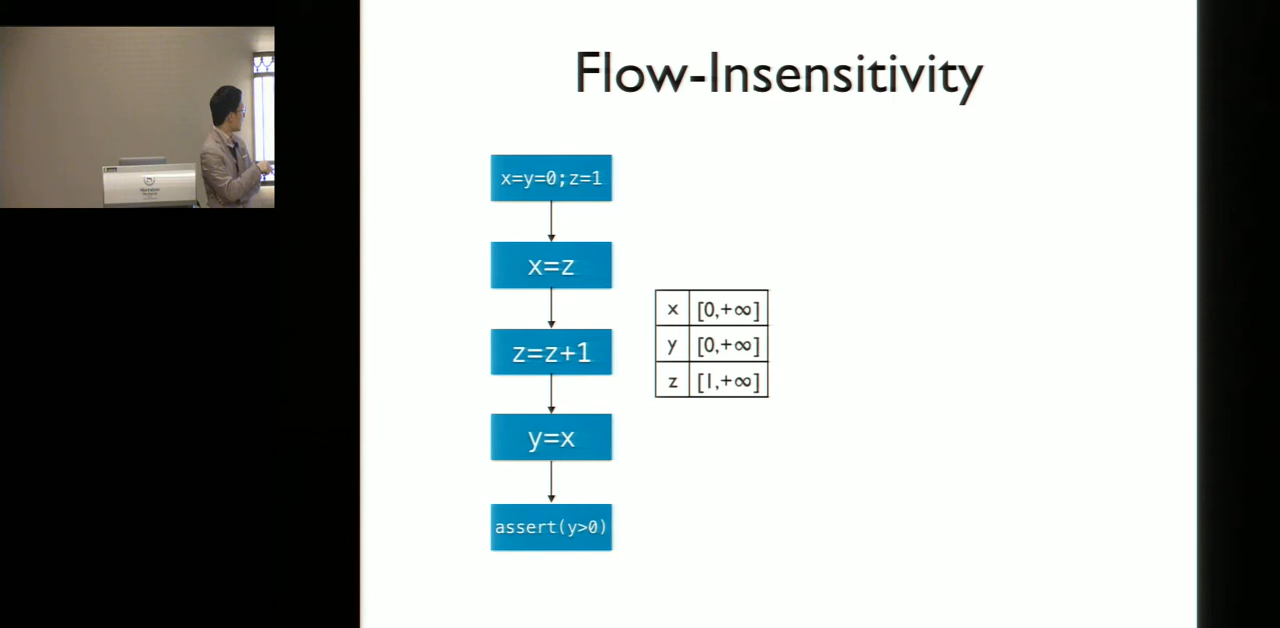 Flow-Insensitivity
x=y=0;z=1
x=z
z=z+1
y=x
assert(y>0)
x [0,+∞]
y [0,+∞]
z [1,+∞]